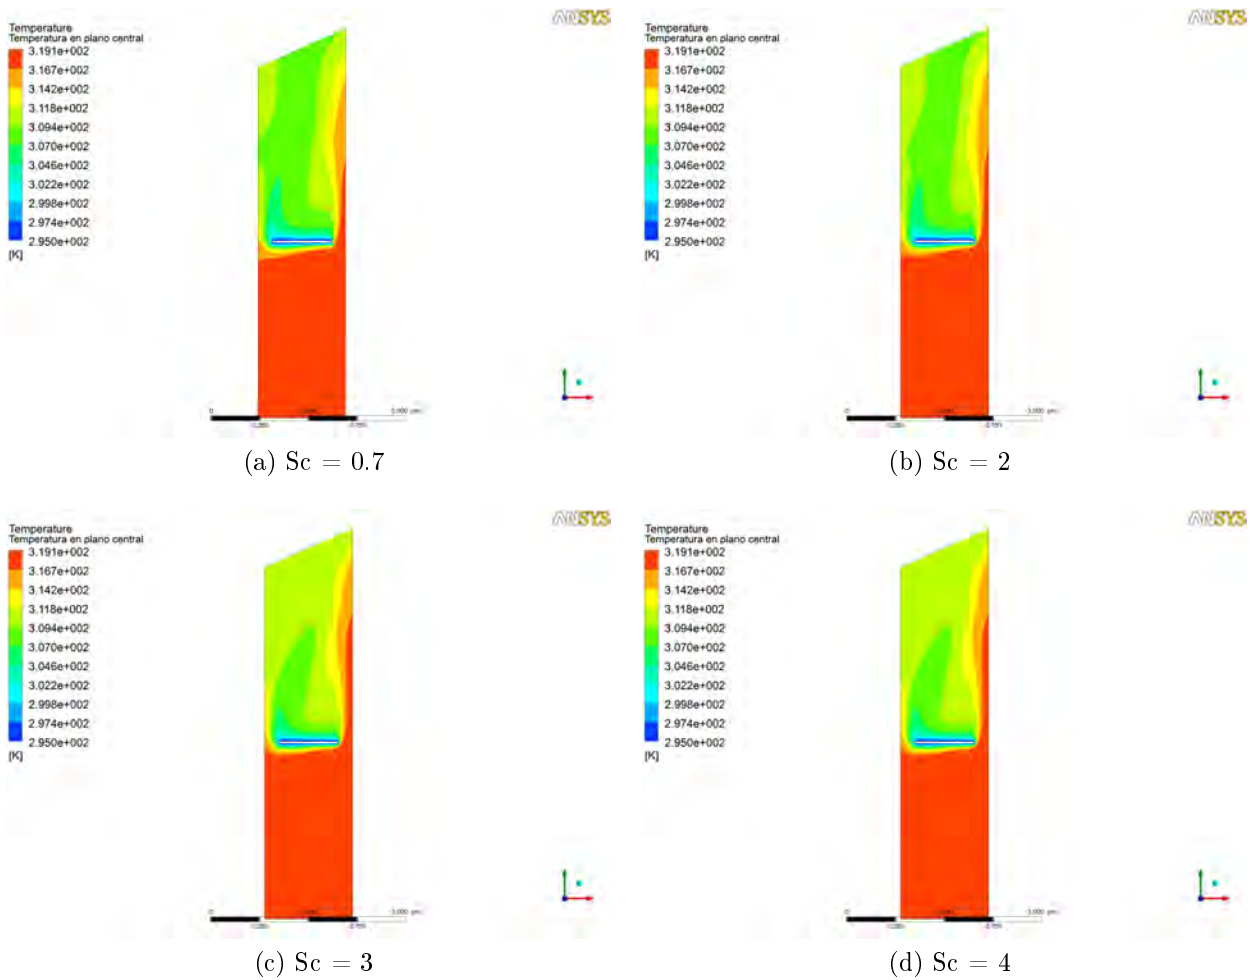 ANSYS
Temperature
Temperatura en plano central
3.191e+002
3.167e+002
3.142e+002
3.118e+002
3.094e+002
3.070e+002
3.046e+002
3.022e+002
2.998e+002
2.974e+002
2.950e+002
[K]
0
(a) Sc = 0.7
ANSYS
Temperature
Temperatura en plano central
3.191e+002
3.167e+002
3.142e+002
3.118e+002
3.094e+002
3.070e+002
3.046e+002
3.022e+002
2.998e+002
2.974e+002
2.950e+002
[K]
0
(b) Sc = 2
ANSYS
Temperature
Temperatura en plano central
3.191e+002
3.167e+002
3.142e+002
3.118e+002
3.094e+002
3.070e+002
3.046e+002
3.022e+002
2.998e+002
2.974e+002
2.950e+002
[K]
0
(c) Sc = 3
ANSYS
Temperature
Temperatura en plano central
3.191e+002
3.167e+002
3.142e+002
3.118e+002
3.094e+002
3.070e+002
3.046e+002
3.022e+002
2.998e+002
2.974e+002
2.950e+002
[K]
0
(d) Sc = 4